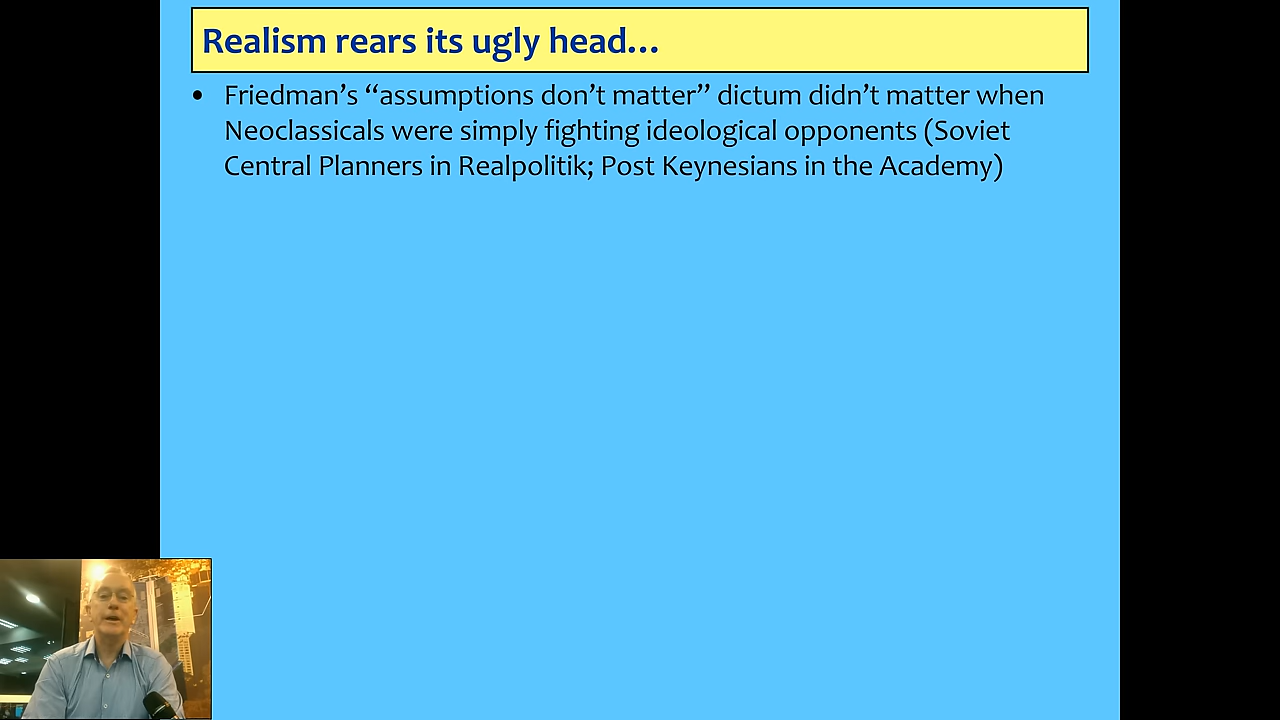 Realism rears its ugly head…
• Friedman’s “assumptions don’t matter” dictum didn’t matter when
Neoclassicals were simply fighting ideological opponents (Soviet
Central Planners in Realpolitik; Post Keynesians in the Academy)